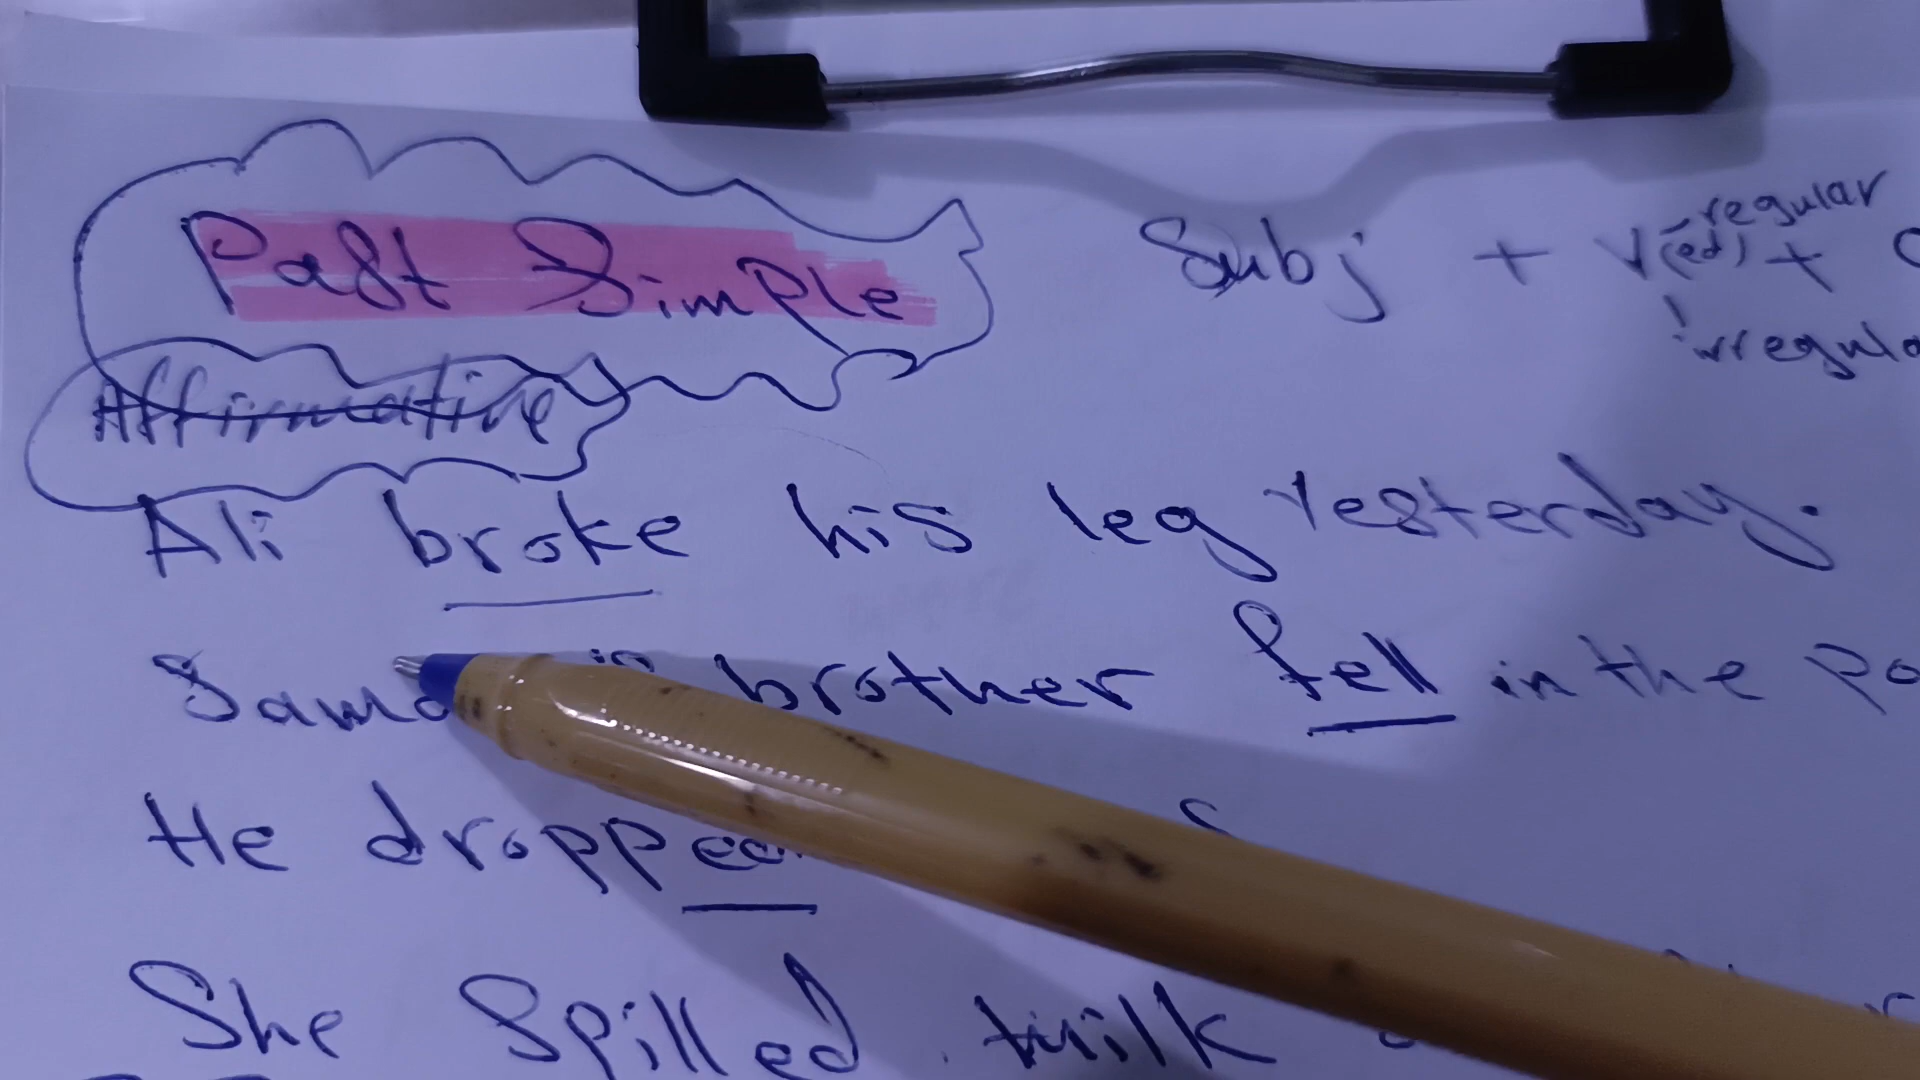 Past Simple
Subj + V(ed) +
regular
Affirmative
Ali broke his leg Yesterday.
brother fell in the
He dropped
She Spilled milk